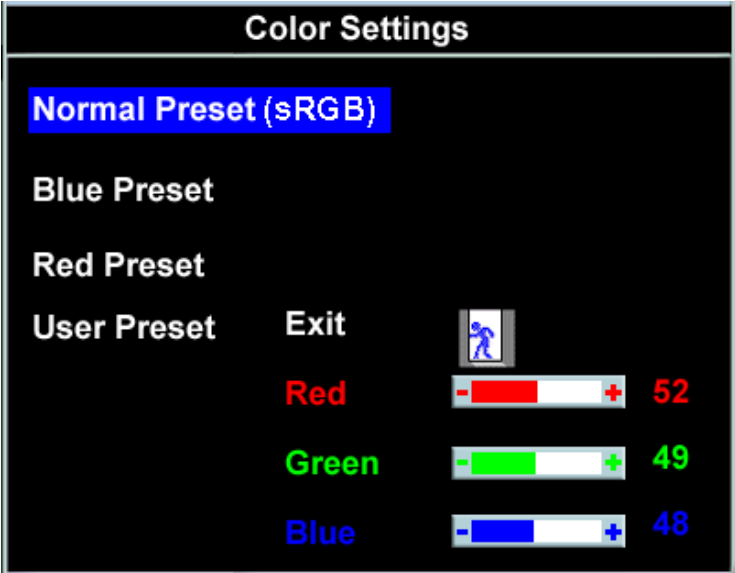 Color Settings
Normal Preset (sRGB)
Blue Preset
Red Preset
User Preset Exit
Red - + 52
Green - + 49
Blue - + 48